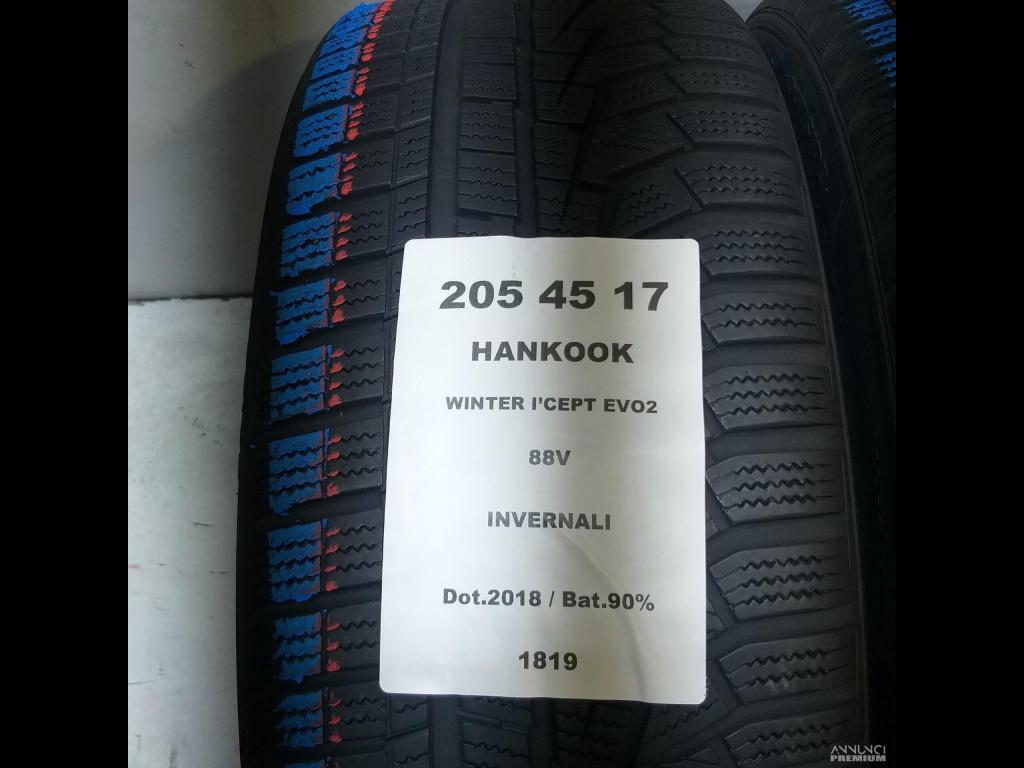 205 45 17
HANKOOK
WINTER I'CEPT EVO2
88V
INVERNALI
Dot.2018 / Bat.90%
1819
ANNUNCI
PREMIUM